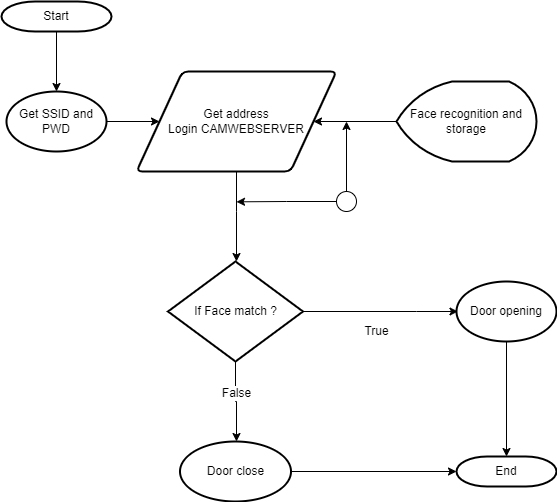 Start
Get SSID and
PWD
Get address
Login CAMWEBSERVER
Face recognition and
storage
If Face match ?
True
Door opening
False
Door close
End